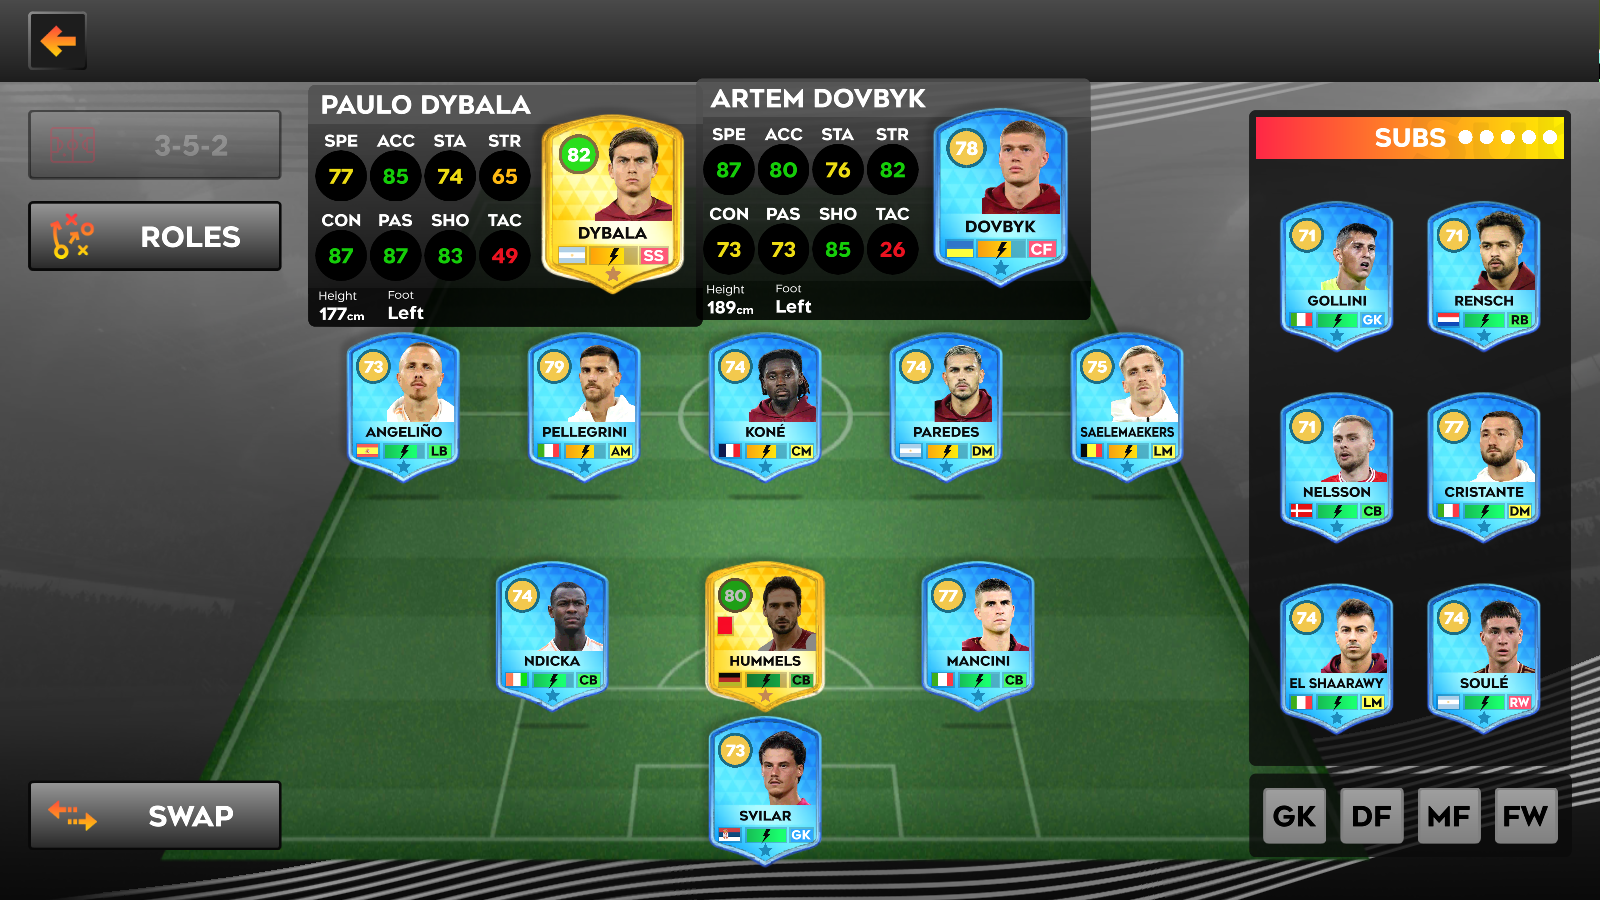 3-5-2
ROLES
SWAP
PAULO DYBALA
SPE ACC STA STR
77 85 74 65
CON PAS SHO TAC
87 87 83 49
Height Foot
177cm Left
82
DYBALA
SS
ARTEM DOVBYK
SPE ACC STA STR
87 80 76 82
CON PAS SHO TAC
73 73 85 26
Height Foot
189cm Left
78
DOVBYK
CF
73
ANGELIÑO
LB
79
PELLEGRINI
AM
74
KONÉ
CM
74
PAREDES
DM
75
SAELEMAEKERS
LM
74
NDICKA
CB
80
HUMMELS
CB
77
MANCINI
CB
73
SVILAR
GK
SUBS
71
GOLLINI
GK
71
RENSCH
RB
71
NELSSON
CB
77
CRISTANTE
DM
74
EL SHAARAWY
LM
74
SOULÉ
RW
GK DF MF FW